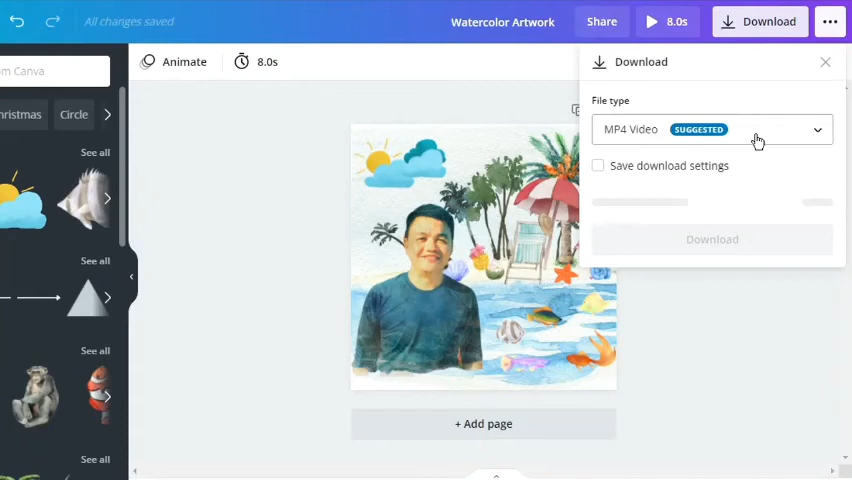 All changes saved
Watercolor Artwork
Share
8.0s
Download
om Canva
Animate
8.0s
Download
File type
MP4 Video SUGGESTED
Save download settings
Download
hristmas
Circle
See all
See all
See all
See all
+ Add page